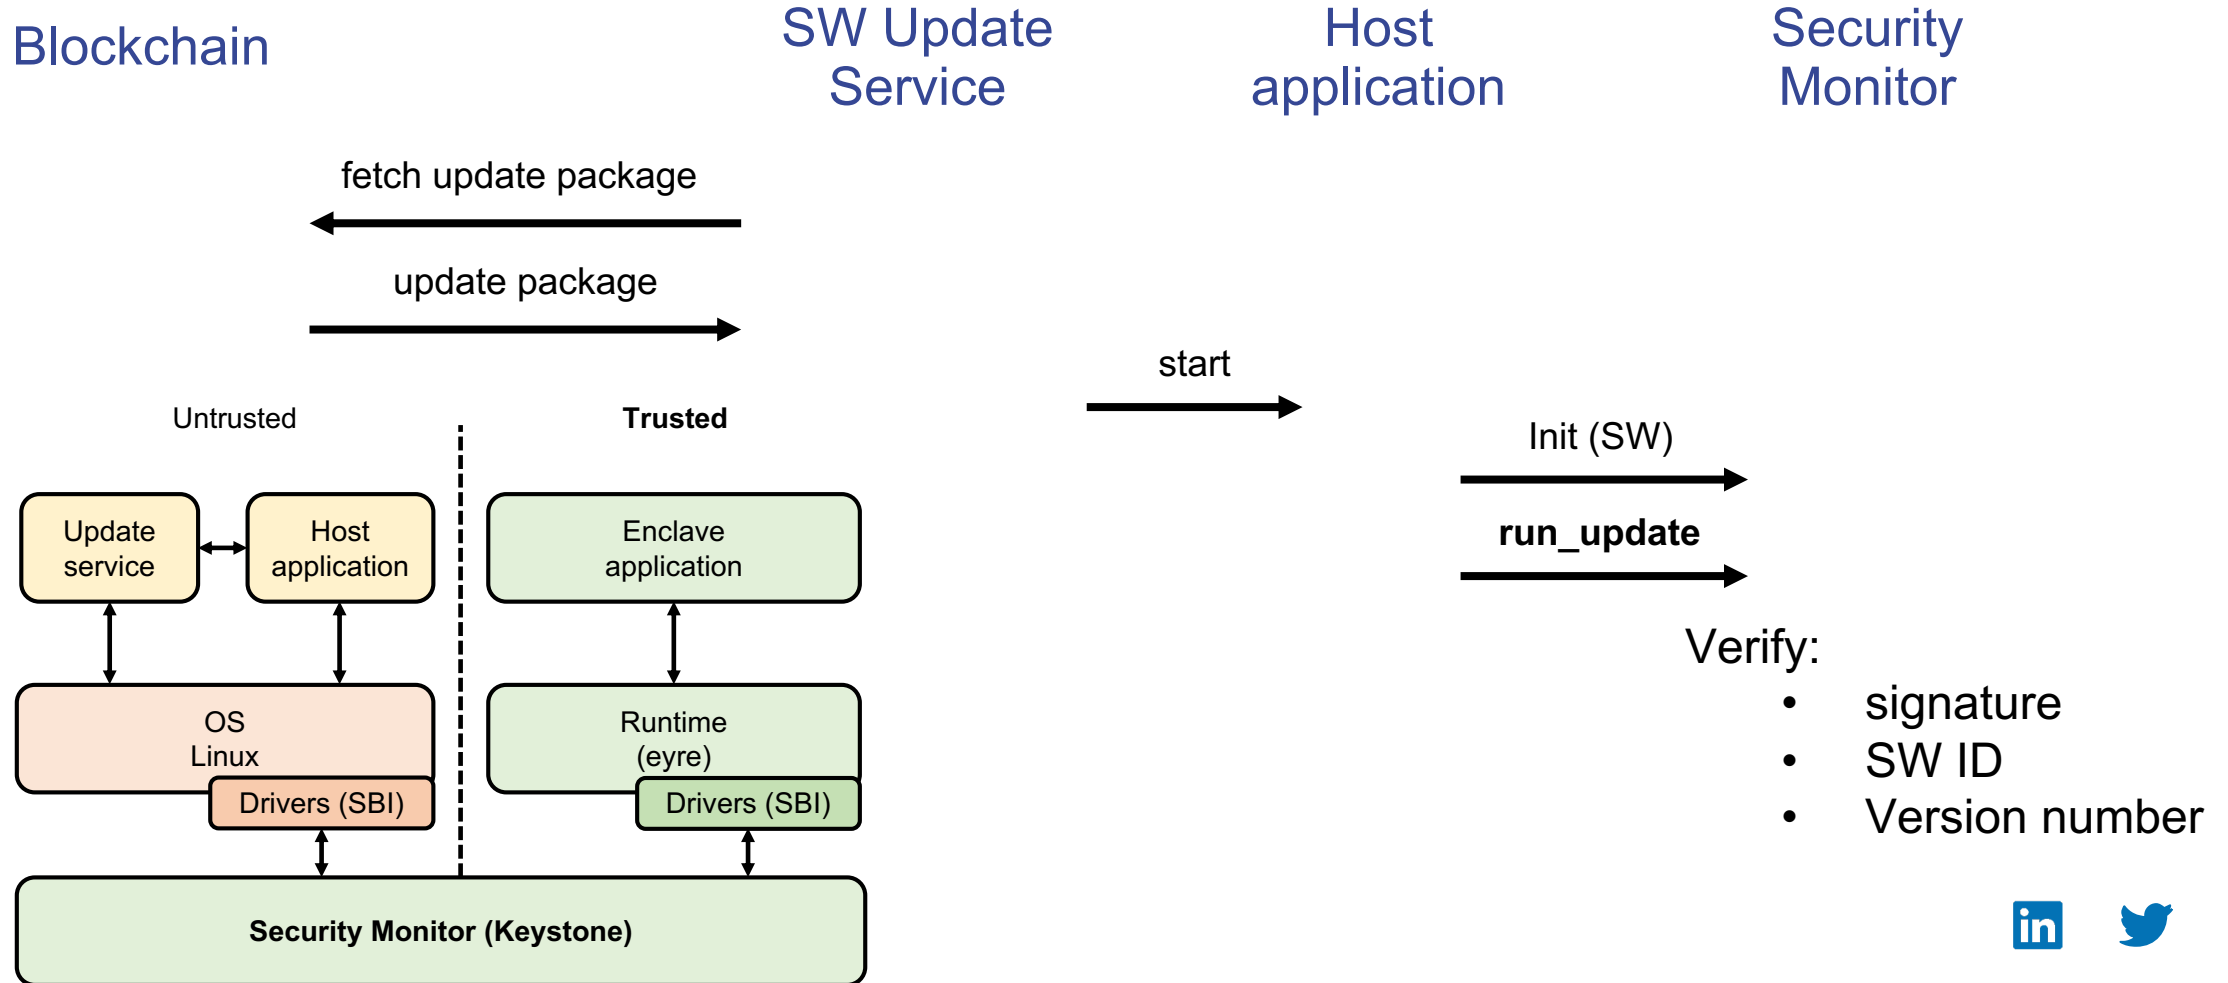 Blockchain
SW Update
Service
Host
application
Security
Monitor
fetch update package
update package
start
Init (SW)
run_update
Verify:
• signature
• SW ID
• Version number
Untrusted
Trusted
Update
service
Host
application
Enclave
application
OS
Linux
Drivers (SBI)
Runtime
(eyre)
Drivers (SBI)
Security Monitor (Keystone)
in